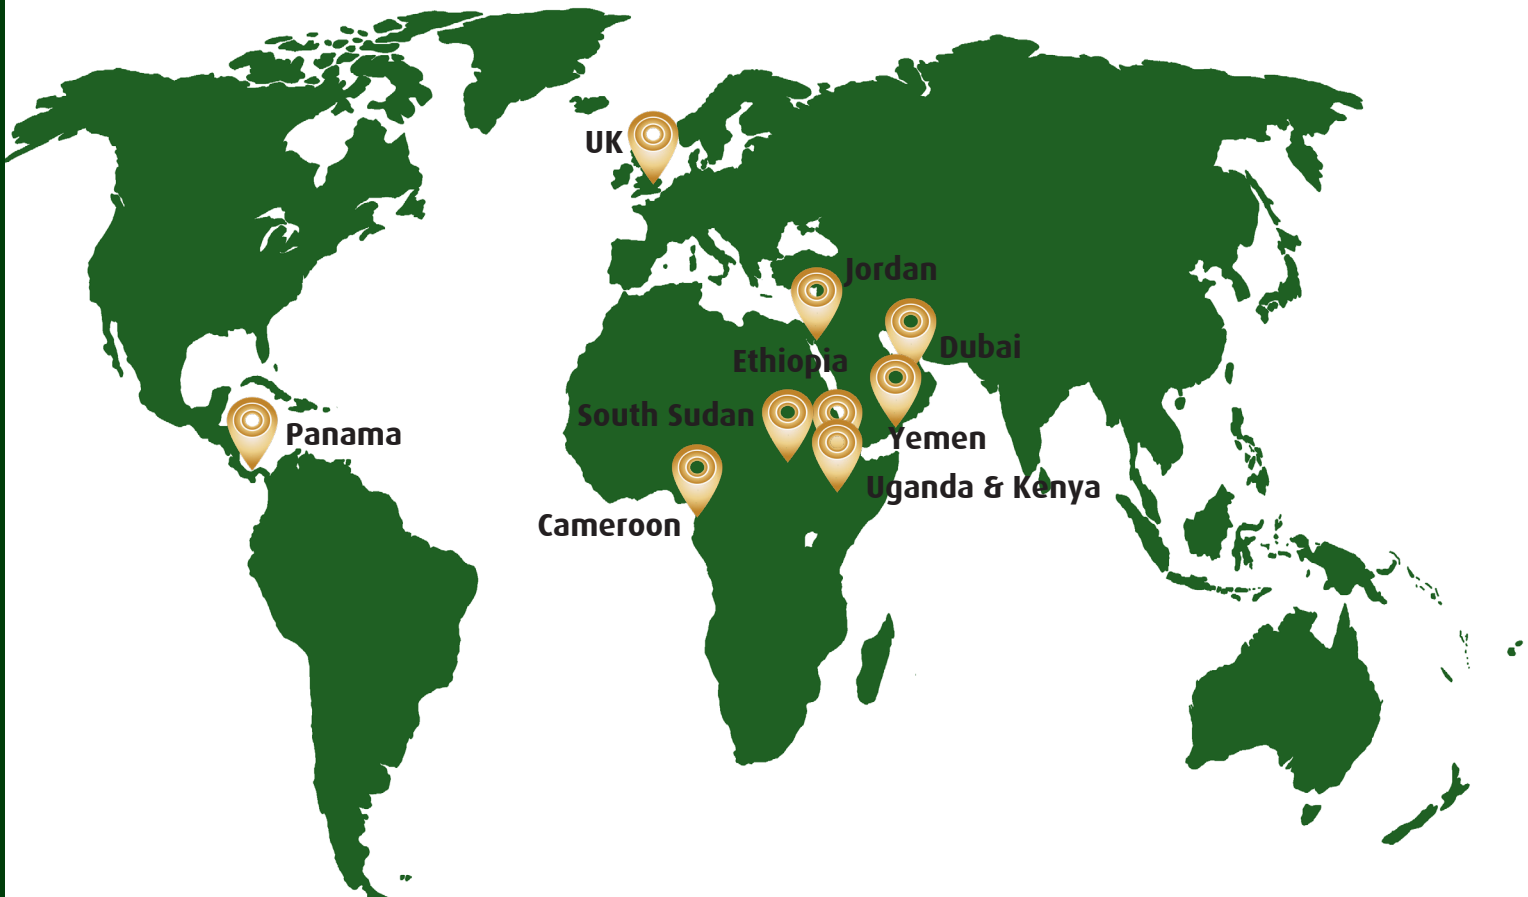 UK
Jordan
Dubai
Ethiopia
South Sudan
Panama
Yemen
Uganda & Kenya
Cameroon